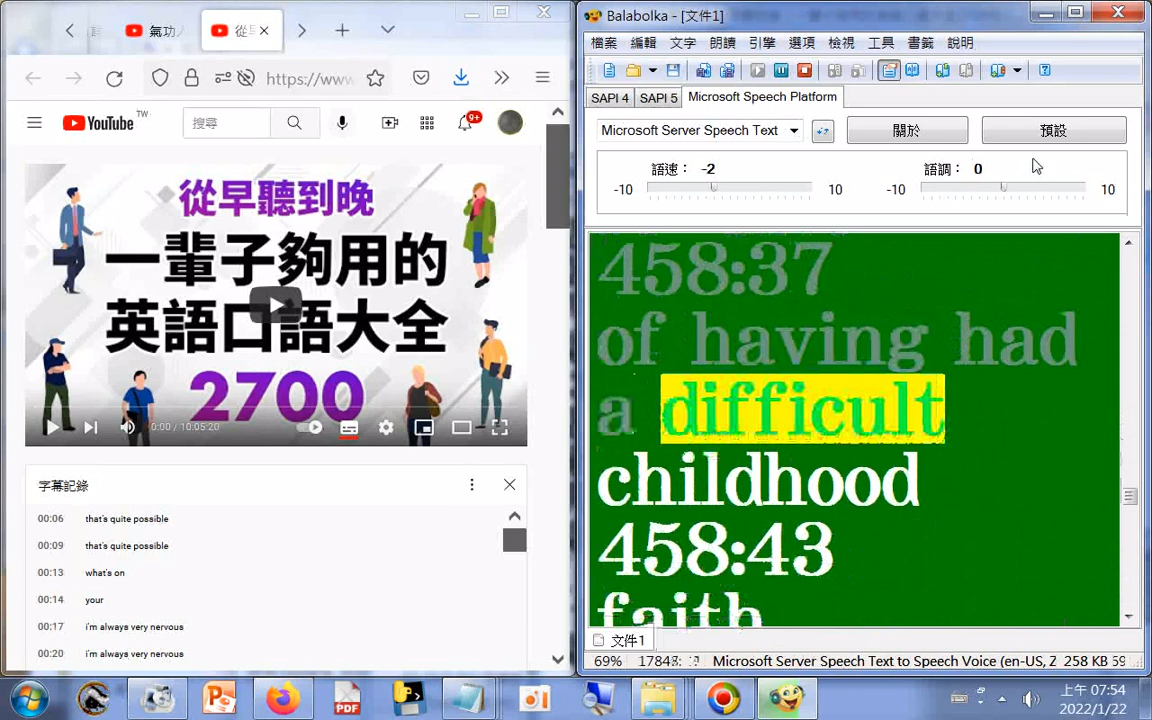 氣功
從
https://www
YouTube TW
搜尋
9+
從早聽到晚
一輩子夠用的
英語口語大全
2700
0:00 / 10:05:20
字幕記錄
00:06 that's quite possible
00:09 that's quite possible
00:13 what's on
00:14 your
00:17 i'm always very nervous
00:20 i'm always very nervous
Balabolka - [文件1]
檔案 編輯 文字 朗讀 引擎 選項 檢視 工具 書籤 說明
SAPI 4 SAPI 5 Microsoft Speech Platform
Microsoft Server Speech Text 關於 預設
語速： -2 語調： 0
-10 10 -10 10
458:37
of having had
a difficult
childhood
458:43
faith
文件1
69% Microsoft Server Speech Text to Speech Voice (en-US, Z 258 KB
PDF
上午 07:54
2022/1/22